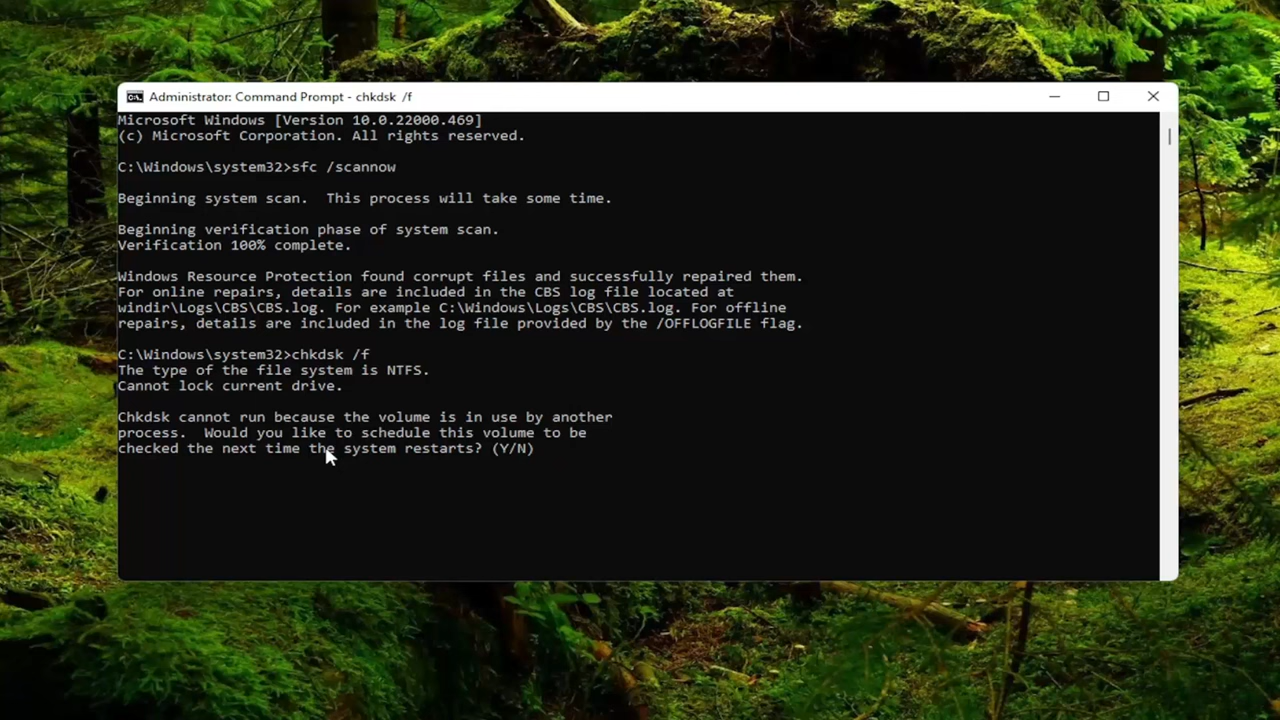 Administrator: Command Prompt - chkdsk /f
Microsoft Windows [Version 10.0.22000.469]
(c) Microsoft Corporation. All rights reserved.
C:\Windows\system32>sfc /scannow
Beginning system scan.  This process will take some time.
Beginning verification phase of system scan.
Verification 100% complete.
Windows Resource Protection found corrupt files and successfully repaired them.
For online repairs, details are included in the CBS log file located at
windir\Logs\CBS\CBS.log. For example C:\Windows\Logs\CBS\CBS.log. For offline
repairs, details are included in the log file provided by the /OFFLOGFILE flag.
C:\Windows\system32>chkdsk /f
The type of the file system is NTFS.
Cannot lock current drive.
Chkdsk cannot run because the volume is in use by another
process.  Would you like to schedule this volume to be
checked the next time the system restarts? (Y/N)